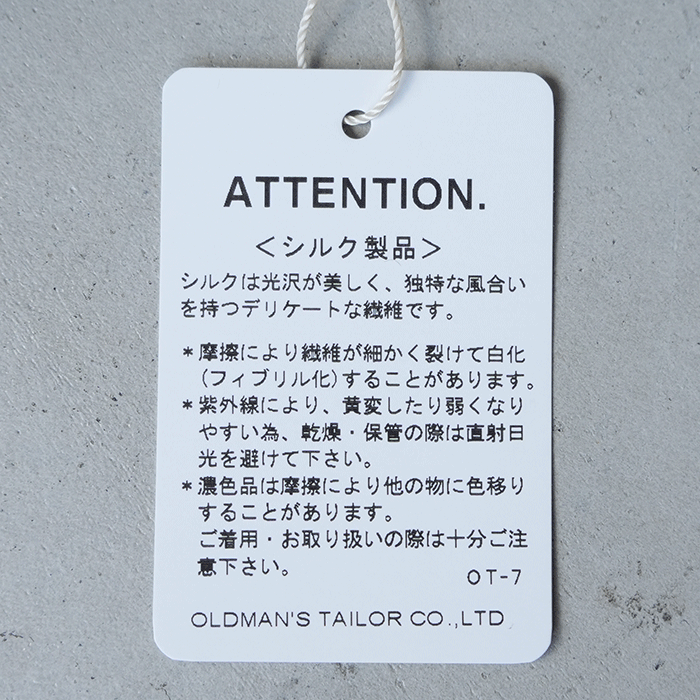 ATTENTION.
＜シルク製品＞
シルクは光沢が美しく、独特な風合い
を持つデリケートな繊維です。
*摩擦により繊維が細かく裂けて白化
(フィブリル化)することがあります。
*紫外線により、黄変したり弱くなり
やすい為、乾燥・保管の際は直射日
光を避けて下さい。
*濃色品は摩擦により他の物に色移り
することがあります。
ご着用・お取り扱いの際は十分ご注
意下さい。
OT-7
OLDMAN'S TAILOR CO.,LTD